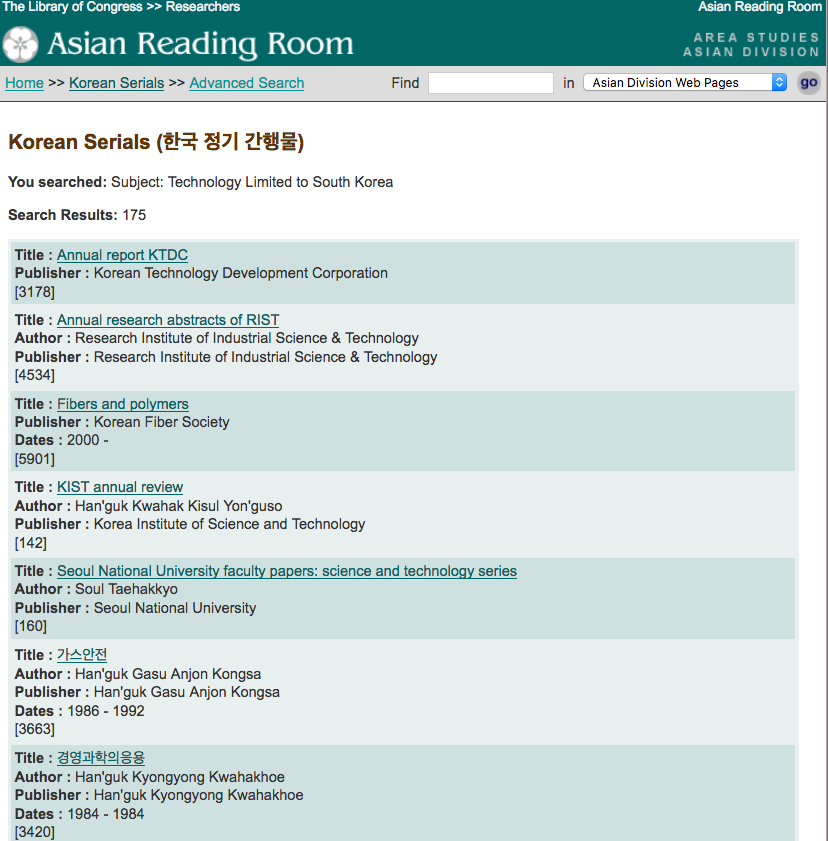 The Library of Congress >> Researchers
Asian Reading Room
Asian Reading Room
AREA STUDIES
ASIAN DIVISION
Home >> Korean Serials >> Advanced Search
Find in Asian Division Web Pages go
Korean Serials (한국 정기 간행물)
You searched: Subject: Technology Limited to South Korea
Search Results: 175
Title : Annual report KTDC
Publisher : Korean Technology Development Corporation
[3178]
Title : Annual research abstracts of RIST
Author : Research Institute of Industrial Science & Technology
Publisher : Research Institute of Industrial Science & Technology
[4534]
Title : Fibers and polymers
Publisher : Korean Fiber Society
Dates : 2000 -
[5901]
Title : KIST annual review
Author : Han'guk Kwahak Kisul Yon'guso
Publisher : Korea Institute of Science and Technology
[142]
Title : Seoul National University faculty papers: science and technology series
Author : Soul Taehakkyo
Publisher : Seoul National University
[160]
Title : 가스안전
Author : Han'guk Gasu Anjon Kongsa
Publisher : Han'guk Gasu Anjon Kongsa
Dates : 1986 - 1992
[3663]
Title : 경영과학의응용
Author : Han'guk Kyongyong Kwahakhoe
Publisher : Han'guk Kyongyong Kwahakhoe
Dates : 1984 - 1984
[3420]